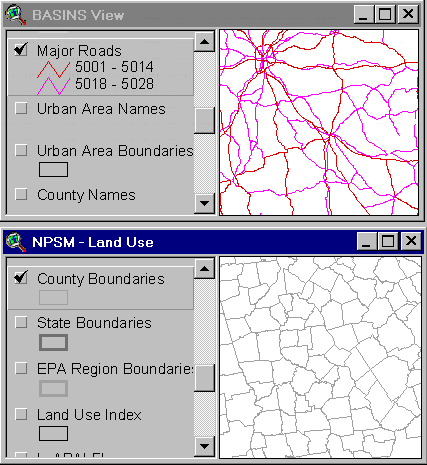 BASINS View
Major Roads
5001 - 5014
5018 - 5028
Urban Area Names
Urban Area Boundaries
County Names
NPSM - Land Use
County Boundaries
State Boundaries
EPA Region Boundaries
Land Use Index